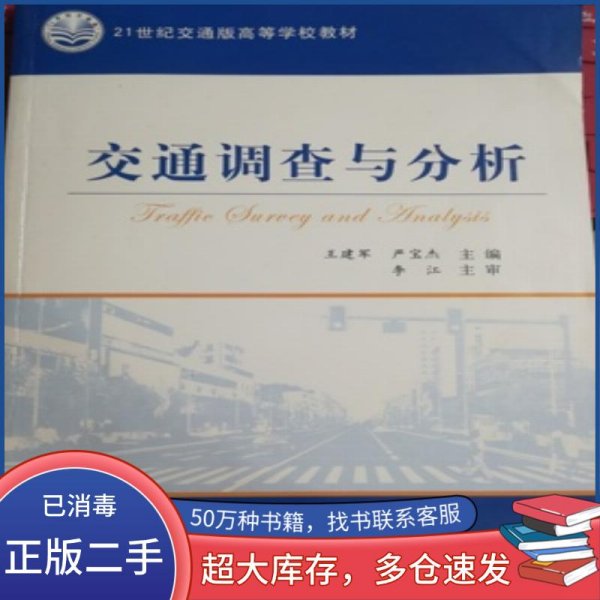 21世纪交通版高等学校教材
交通调查与分析
Traffic Survey and Analysis
王建军 严宝杰 主编
李江 主审
已消毒
正版二手
50万种书籍，找书联系客服
超大库存，多仓速发